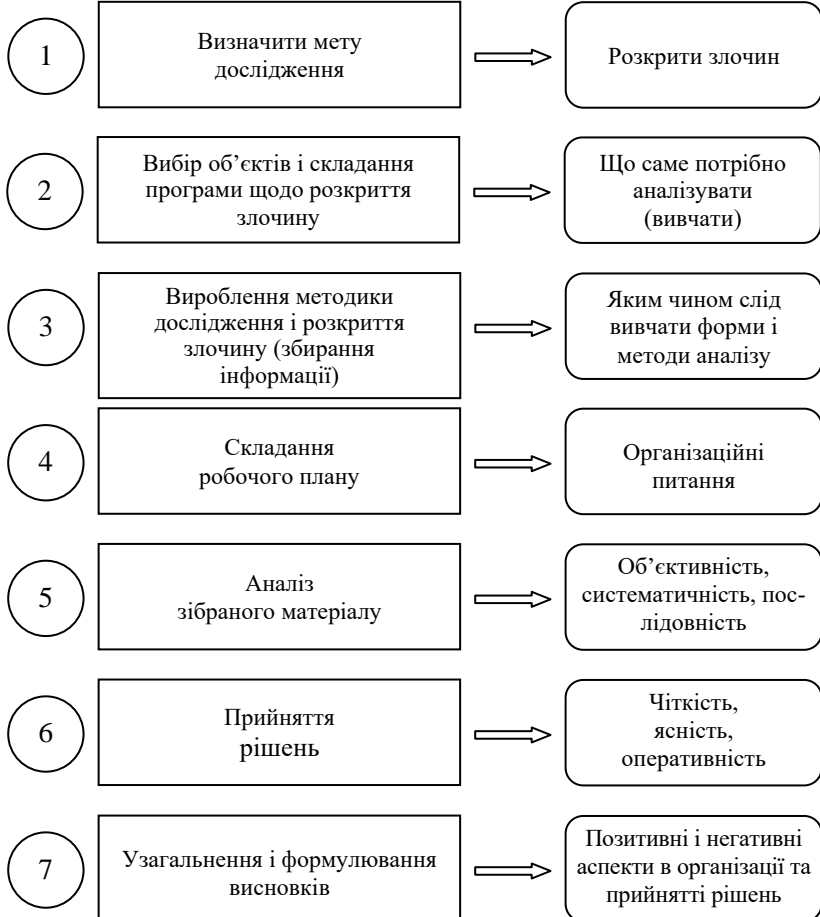 1
Визначити мету
дослідження
Розкрити злочин
2
Вибір об’єктів і складання
програми щодо розкриття
злочину
Що саме потрібно
аналізувати
(вивчати)
3
Вироблення методики
дослідження і розкриття
злочину (збирання
інформації)
Яким чином слід
вивчати форми і
методи аналізу
4
Складання
робочого плану
Організаційні
питання
5
Аналіз
зібраного матеріалу
Об’єктивність,
систематичність, пос-
лідовність
6
Прийняття
рішень
Чіткість,
ясність,
оперативність
7
Узагальнення і формулювання
висновків
Позитивні і негативні
аспекти в організації та
прийнятті рішень